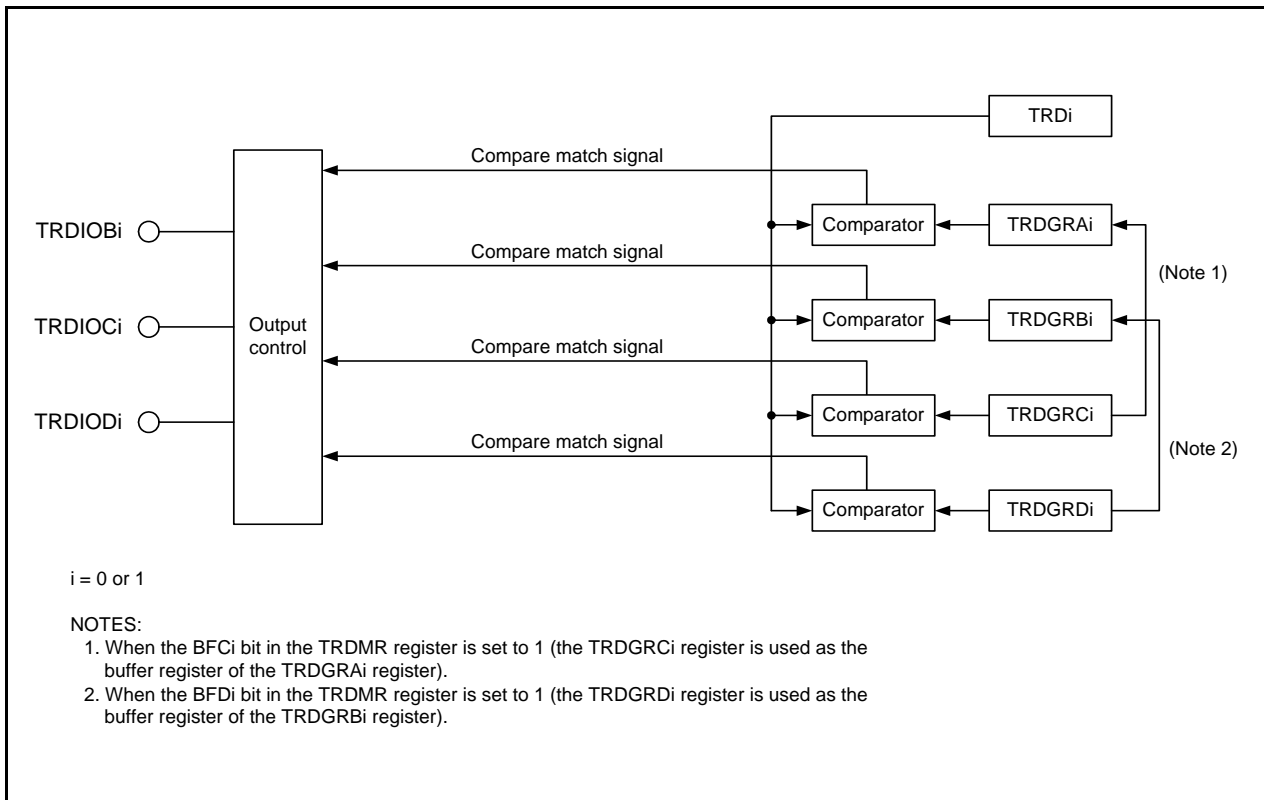 TRDi
Compare match signal
TRDIOBi
Comparator
TRDGRAi
Compare match signal
(Note 1)
TRDIOCi
Output
control
Comparator
TRDGRBi
Compare match signal
TRDIODi
Comparator
TRDGRCi
Compare match signal
(Note 2)
Comparator
TRDGRDi
i = 0 or 1
NOTES:
1. When the BFCi bit in the TRDMR register is set to 1 (the TRDGRCi register is used as the
buffer register of the TRDGRAi register).
2. When the BFDi bit in the TRDMR register is set to 1 (the TRDGRDi register is used as the
buffer register of the TRDGRBi register).